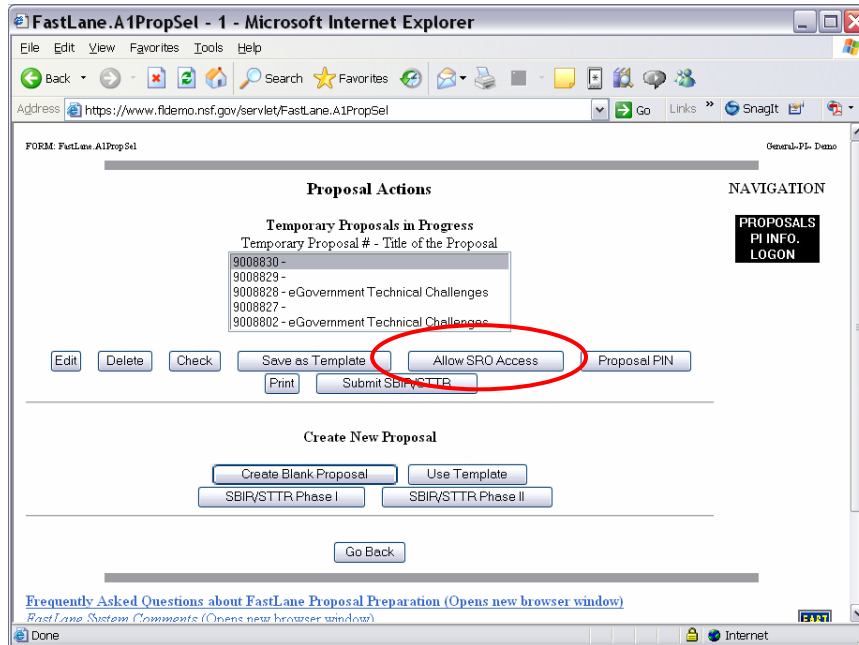 FastLane.A1PropSel - 1 - Microsoft Internet Explorer
File Edit View Favorites Tools Help
Back Search Favorites
Address https://www.fldemo.nsf.gov/servlet/FastLane.A1PropSel Go Links » SnagIt
FORM: FastLane.A1PropSel General-PI- Demo
Proposal Actions NAVIGATION
Temporary Proposals in Progress
Temporary Proposal # - Title of the Proposal
PROPOSALS
PI INFO.
LOGON
9008830 -
9008829 -
9008828 - eGovernment Technical Challenges
9008827 -
9008802 - eGovernment Technical Challenges
Edit Delete Check Save as Template Allow SRO Access Proposal PIN
Print Submit SBIR/STTR
Create New Proposal
Create Blank Proposal Use Template
SBIR/STTR Phase I SBIR/STTR Phase II
Go Back
Frequently Asked Questions about FastLane Proposal Preparation (Opens new browser window)
FastLane System Comments (Opens new browser window) FAST
Done Internet